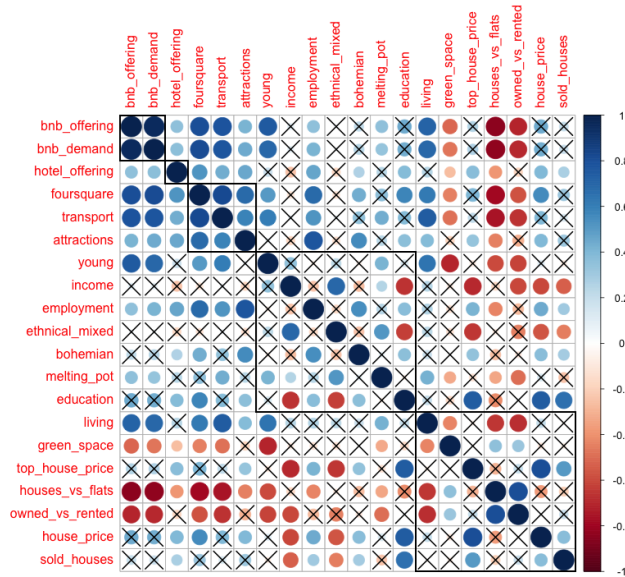 bnb_offering
bnb_demand
hotel_offering
foursquare
transport
attractions
young
income
employment
ethnical_mixed
bohemian
melting_pot
education
living
green_space
top_house_price
houses_vs_flats
owned_vs_rented
house_price
sold_houses
bnb_offering
bnb_demand
hotel_offering
foursquare
transport
attractions
young
income
employment
ethnical_mixed
bohemian
melting_pot
education
living
green_space
top_house_price
houses_vs_flats
owned_vs_rented
house_price
sold_houses
1
0.8
0.6
0.4
0.2
0